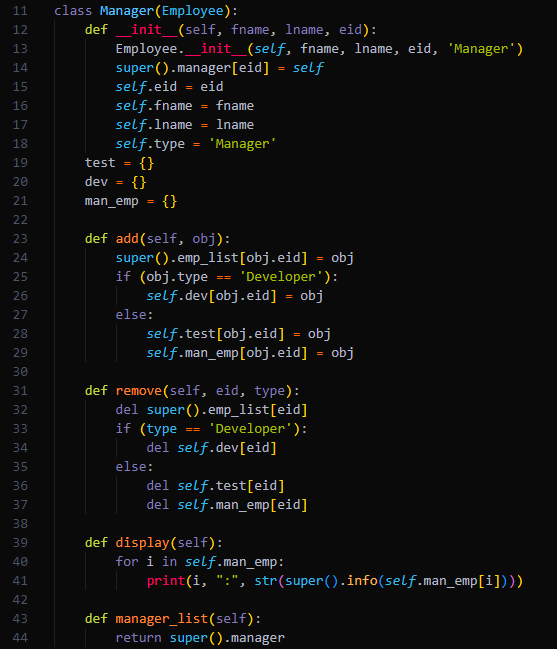 11 class Manager(Employee):
12     def __init__(self, fname, lname, eid):
13         Employee.__init__(self, fname, lname, eid, 'Manager')
14         super().manager[eid] = self
15         self.eid = eid
16         self.fname = fname
17         self.lname = lname
18         self.type = 'Manager'
19     test = {}
20     dev = {}
21     man_emp = {}
22
23     def add(self, obj):
24         super().emp_list[obj.eid] = obj
25         if (obj.type == 'Developer'):
26             self.dev[obj.eid] = obj
27         else:
28             self.test[obj.eid] = obj
29             self.man_emp[obj.eid] = obj
30
31     def remove(self, eid, type):
32         del super().emp_list[eid]
33         if (type == 'Developer'):
34             del self.dev[eid]
35         else:
36             del self.test[eid]
37             del self.man_emp[eid]
38
39     def display(self):
40         for i in self.man_emp:
41             print(i, ":", str(super().info(self.man_emp[i])))
42
43     def manager_list(self):
44         return super().manager